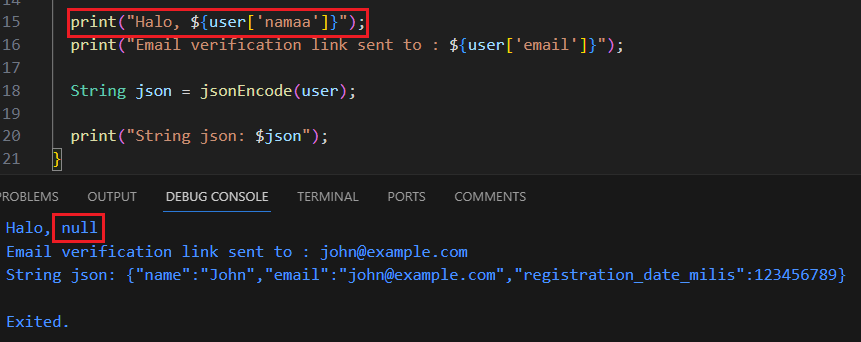 15 print("Halo, ${user['namaa']}");
16 print("Email verification link sent to : ${user['email']}");
17
18 String json = jsonEncode(user);
19
20 print("String json: $json");
21 }
ROBLEMS OUTPUT DEBUG CONSOLE TERMINAL PORTS COMMENTS
Halo, null
Email verification link sent to : john@example.com
String json: {"name":"John","email":"john@example.com","registration_date_milis":123456789}
Exited.